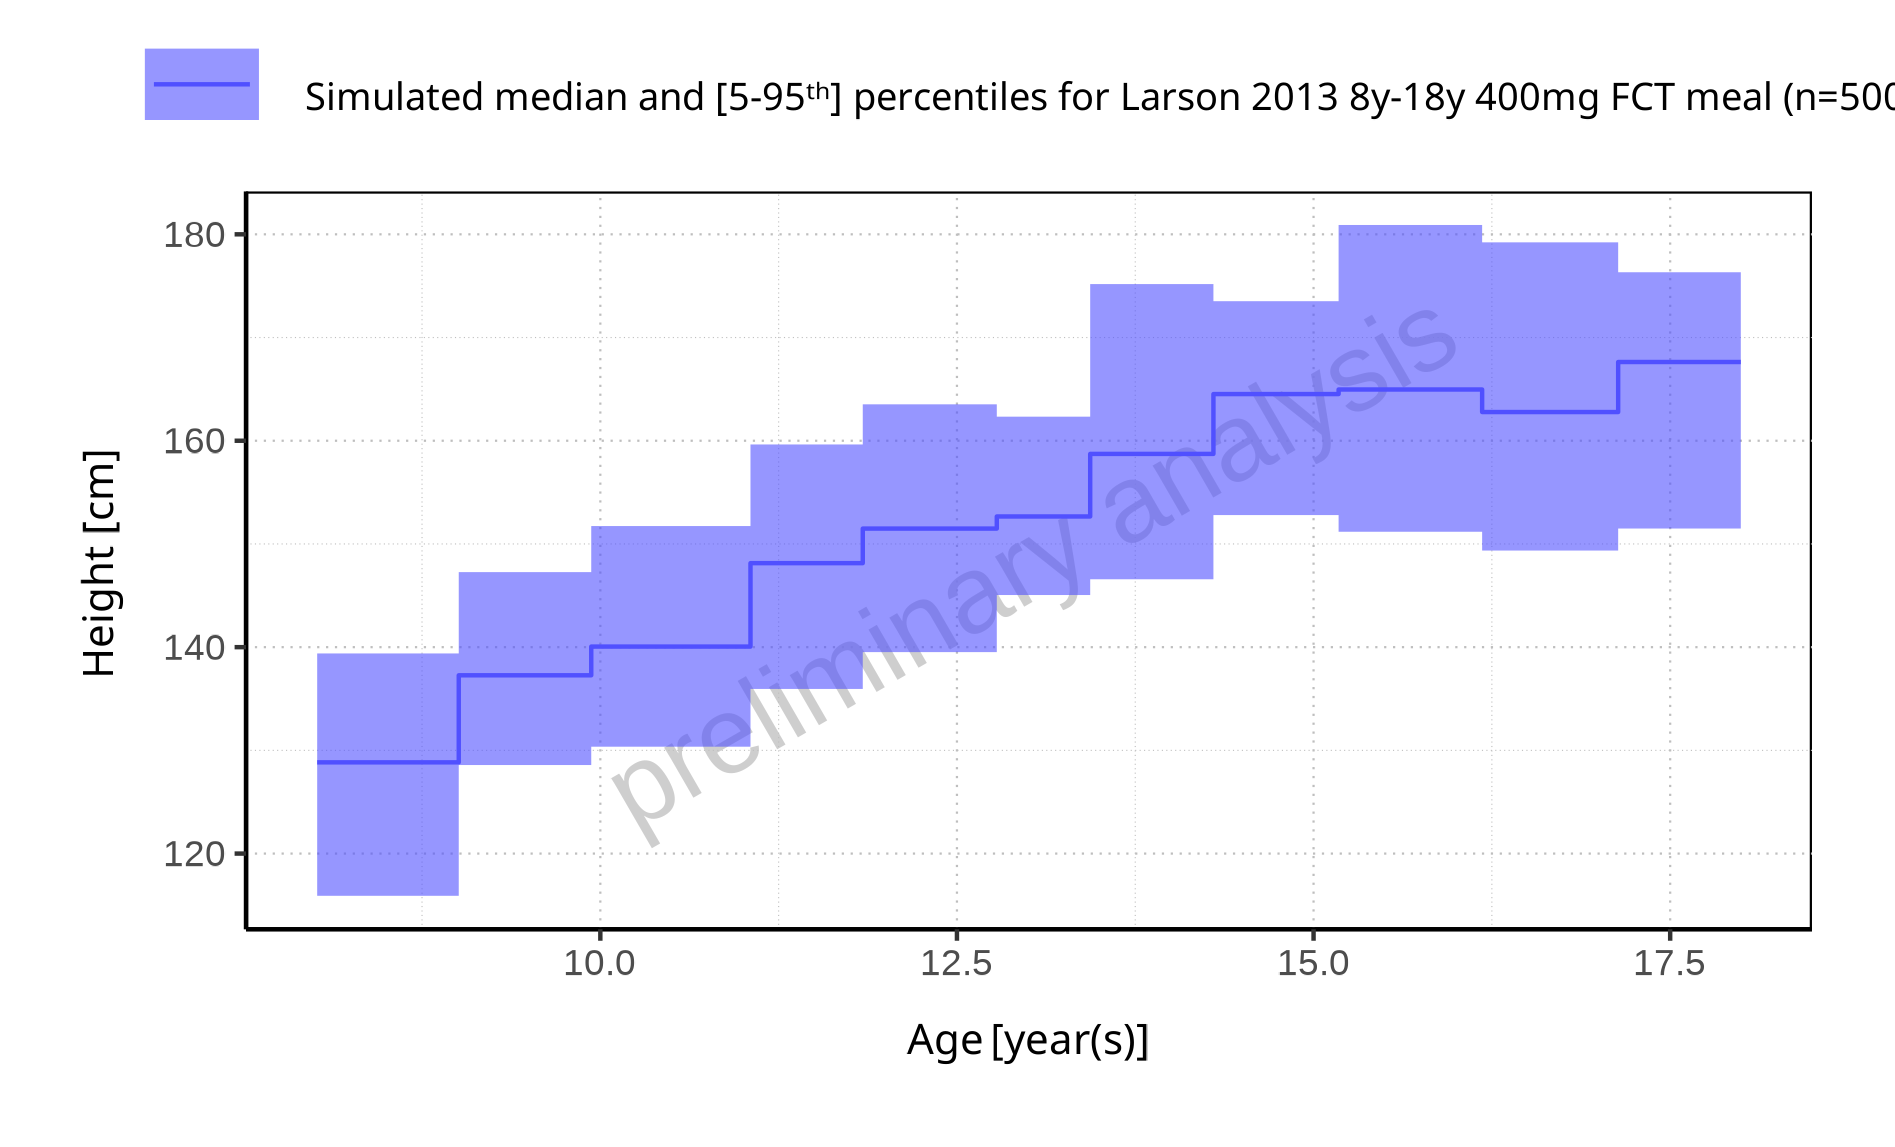 Simulated median and [5-95th] percentiles for Larson 2013 8y-18y 400mg FCT meal (n=500
180
160
140
120
Height [cm]
preliminary analysis
10.0 12.5 15.0 17.5
Age [year(s)]